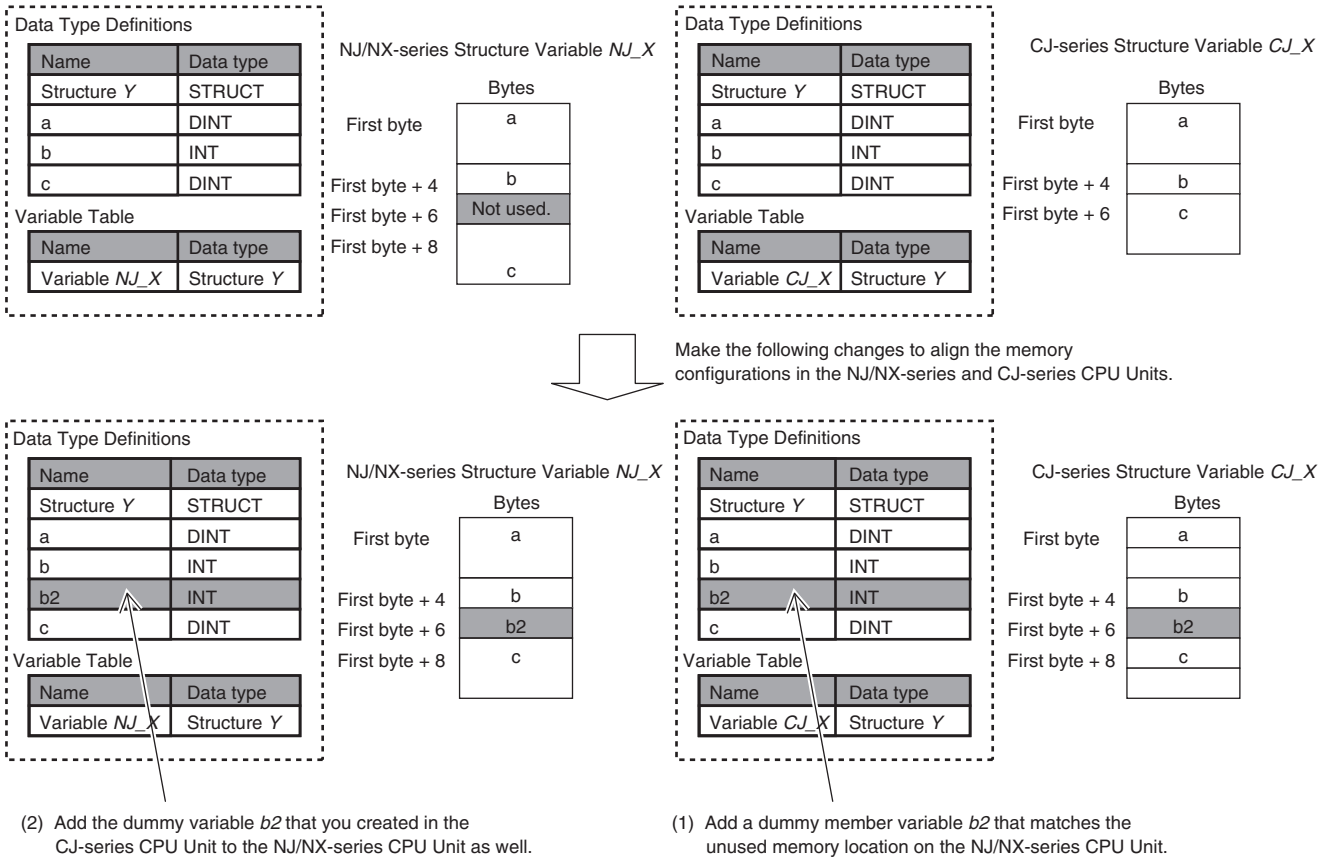 Data Type Definitions
Name Data type
Structure Y STRUCT
a DINT
b INT
c DINT
Variable Table
Name Data type
Variable NJ_X Structure Y
NJ/NX-series Structure Variable NJ_X
Bytes
First byte a
First byte + 4 b
First byte + 6 Not used.
First byte + 8
c
Data Type Definitions
Name Data type
Structure Y STRUCT
a DINT
b INT
c DINT
Variable Table
Name Data type
Variable CJ_X Structure Y
CJ-series Structure Variable CJ_X
Bytes
First byte a
First byte + 4 b
First byte + 6 c
Make the following changes to align the memory
configurations in the NJ/NX-series and CJ-series CPU Units.
Data Type Definitions
Name Data type
Structure Y STRUCT
a DINT
b INT
b2 INT
c DINT
Variable Table
Name Data type
Variable NJ_X Structure Y
NJ/NX-series Structure Variable NJ_X
Bytes
First byte a
First byte + 4 b
First byte + 6 b2
First byte + 8 c
Data Type Definitions
Name Data type
Structure Y STRUCT
a DINT
b INT
b2 INT
c DINT
Variable Table
Name Data type
Variable CJ_X Structure Y
CJ-series Structure Variable CJ_X
Bytes
First byte a
First byte + 4 b
First byte + 6 b2
First byte + 8 c
(2) Add the dummy variable b2 that you created in the
CJ-series CPU Unit to the NJ/NX-series CPU Unit as well.
(1) Add a dummy member variable b2 that matches the
unused memory location on the NJ/NX-series CPU Unit.